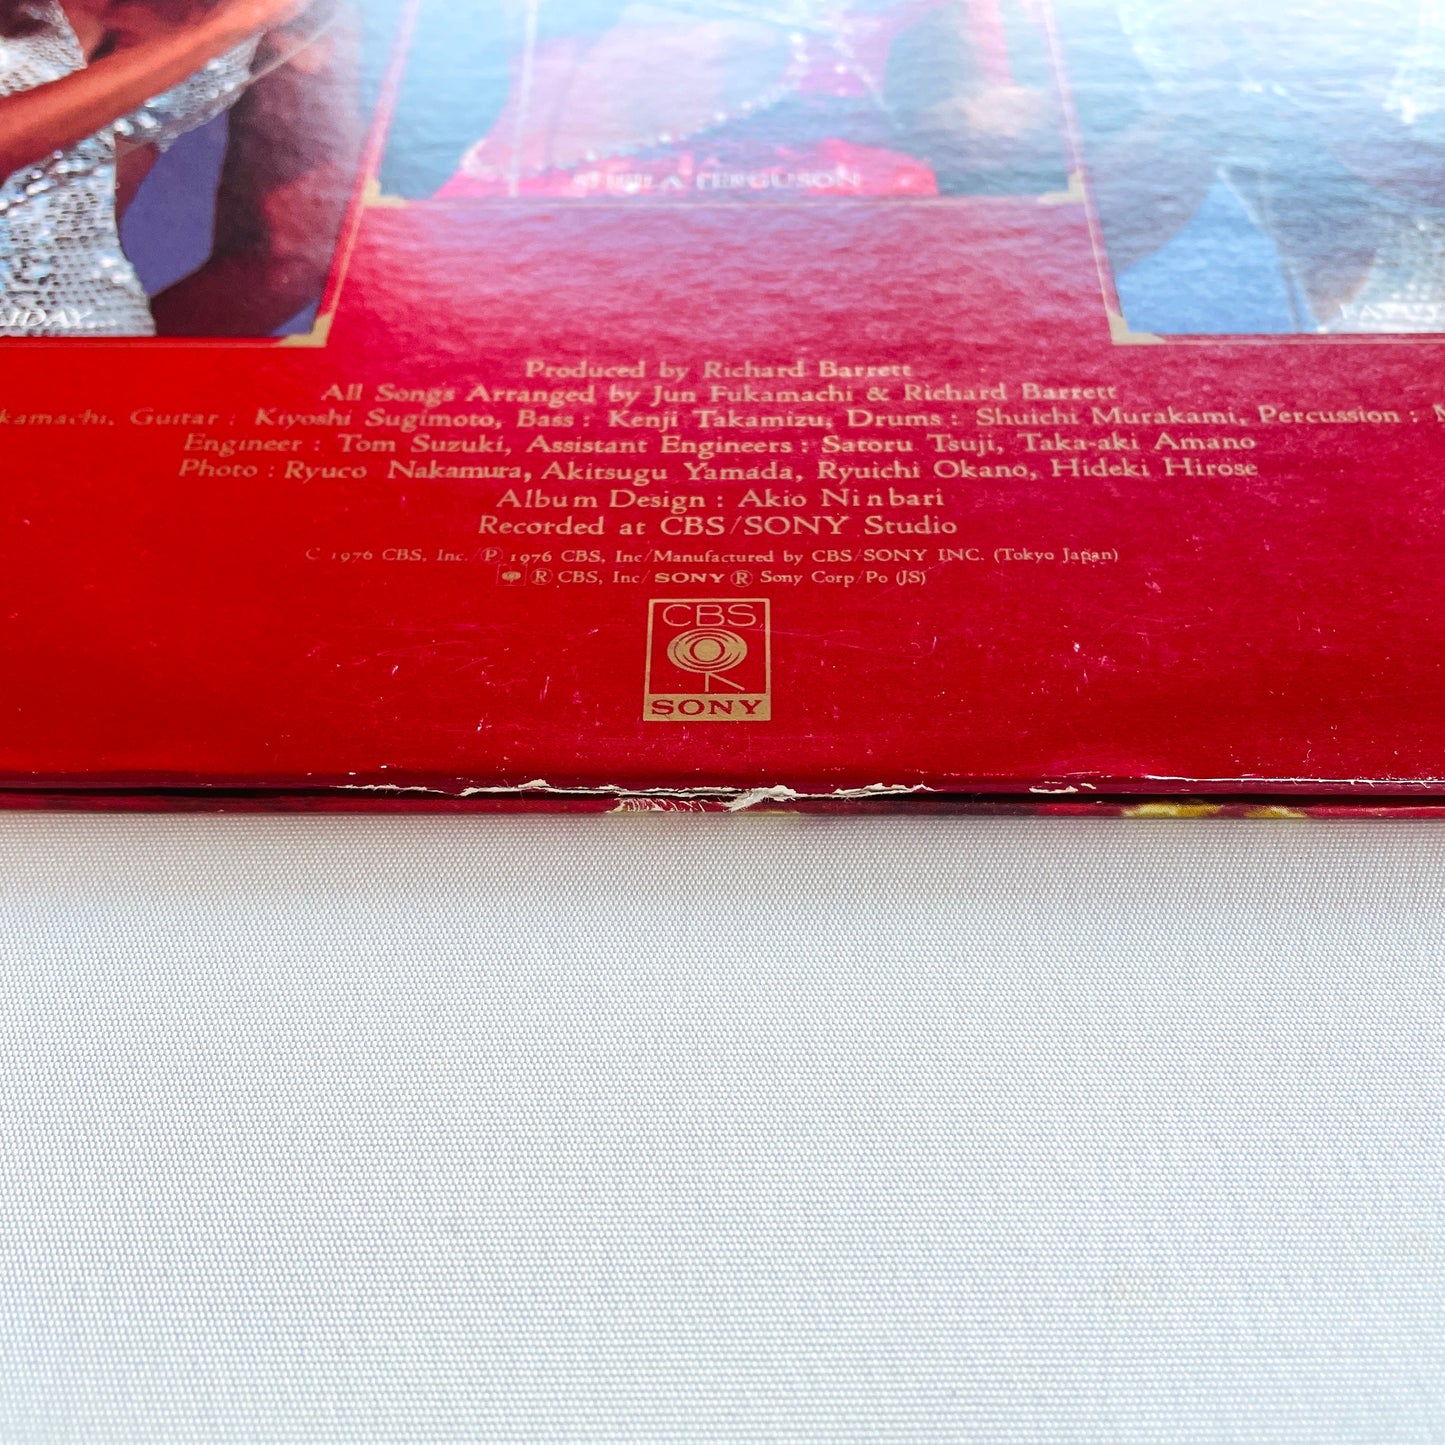 FERGUSON
Produced by Richard Barrett
All Songs Arranged by Jun Fukamachi & Richard Barrett
kamachi, Guitar : Kiyoshi Sugimoto, Bass : Kenji Takamizu, Drums : Shuichi Murakami, Percussion : M
Engineer : Tom Suzuki, Assistant Engineers : Satoru Tsuji, Taka-aki Amano
Photo : Ryuco Nakamura, Akitsugu Yamada, Ryuichi Okano, Hideki Hirose
Album Design : Akio Ninbari
Recorded at CBS/SONY Studio
C 1976 CBS, Inc./Ⓟ 1976 CBS, Inc/Manufactured by CBS/SONY INC. (Tokyo Japan)
® CBS, Inc/SONY ® Sony Corp/Po (JS)
CBS
SONY